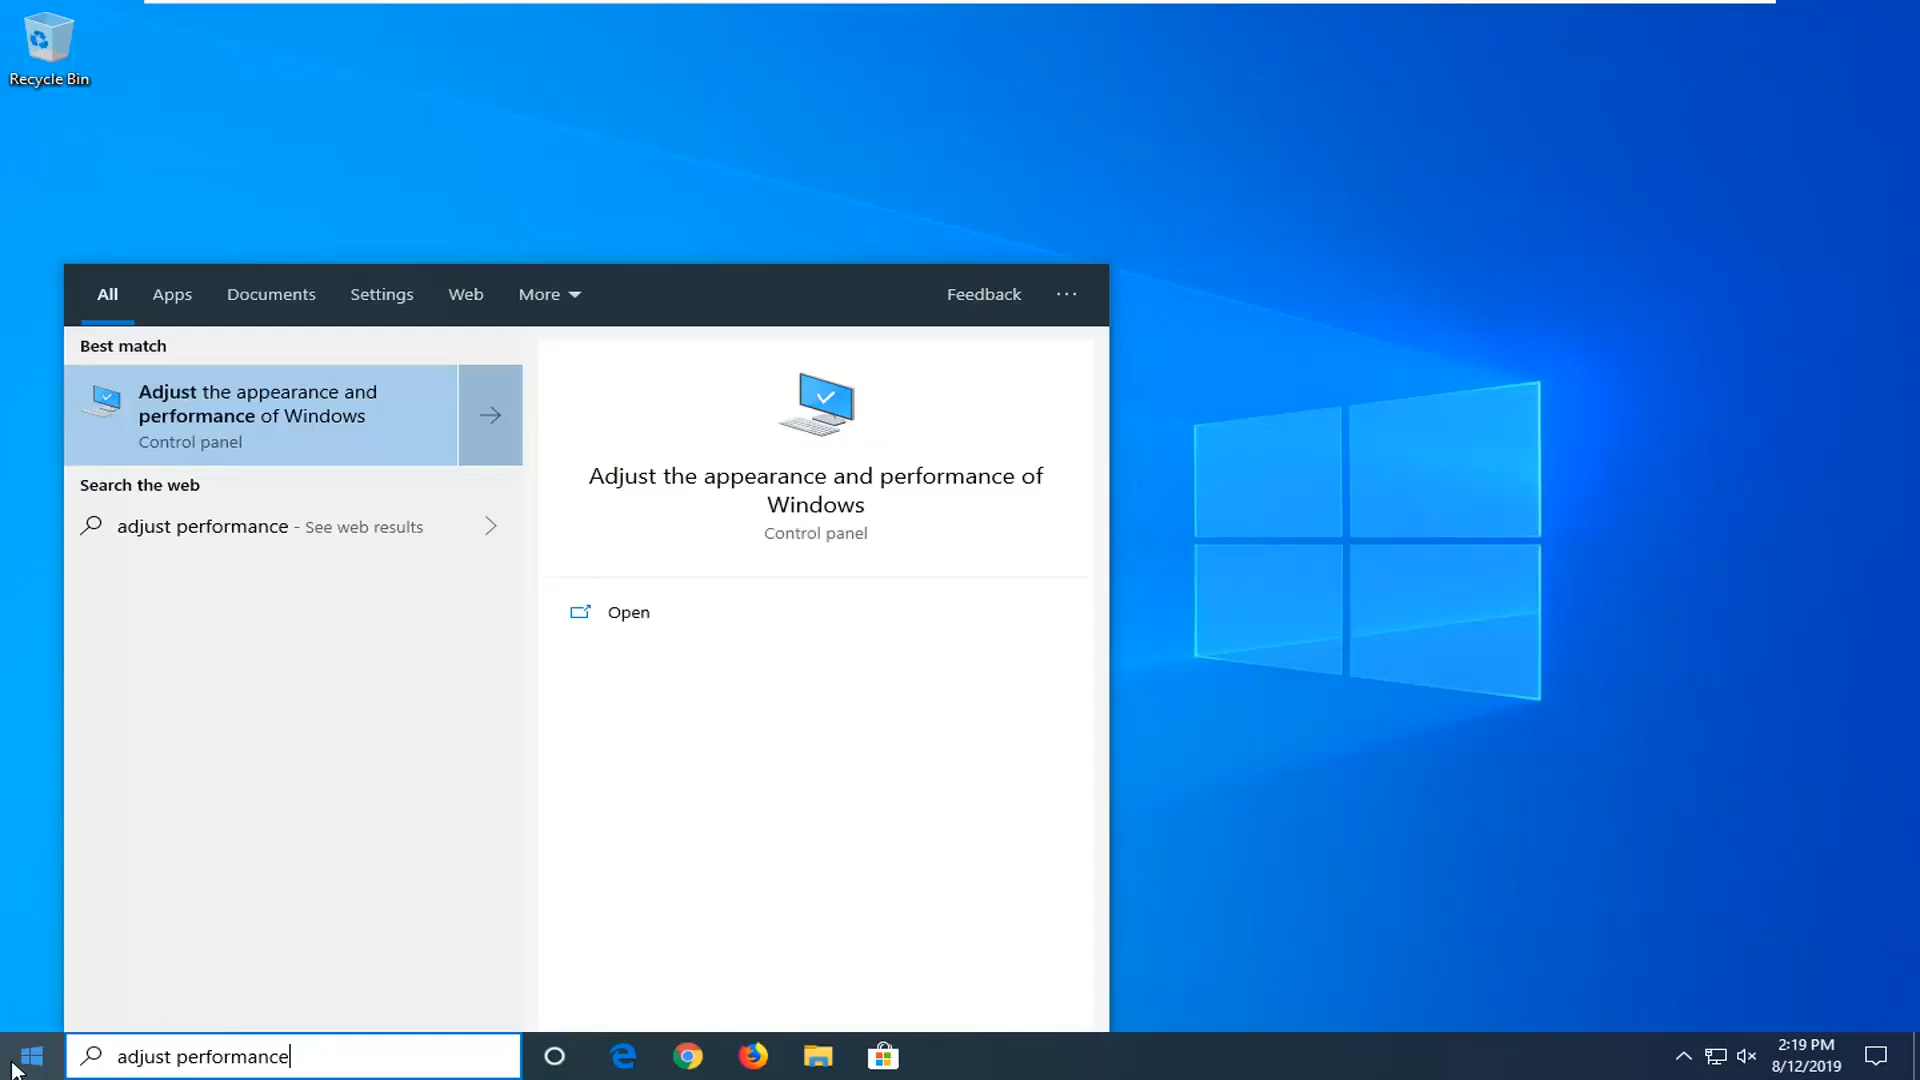 Recycle Bin
All Apps Documents Settings Web More Feedback ...
Best match
Adjust the appearance and
performance of Windows
Control panel
Search the web
adjust performance - See web results
Adjust the appearance and performance of
Windows
Control panel
Open
adjust performance
2:19 PM
8/12/2019